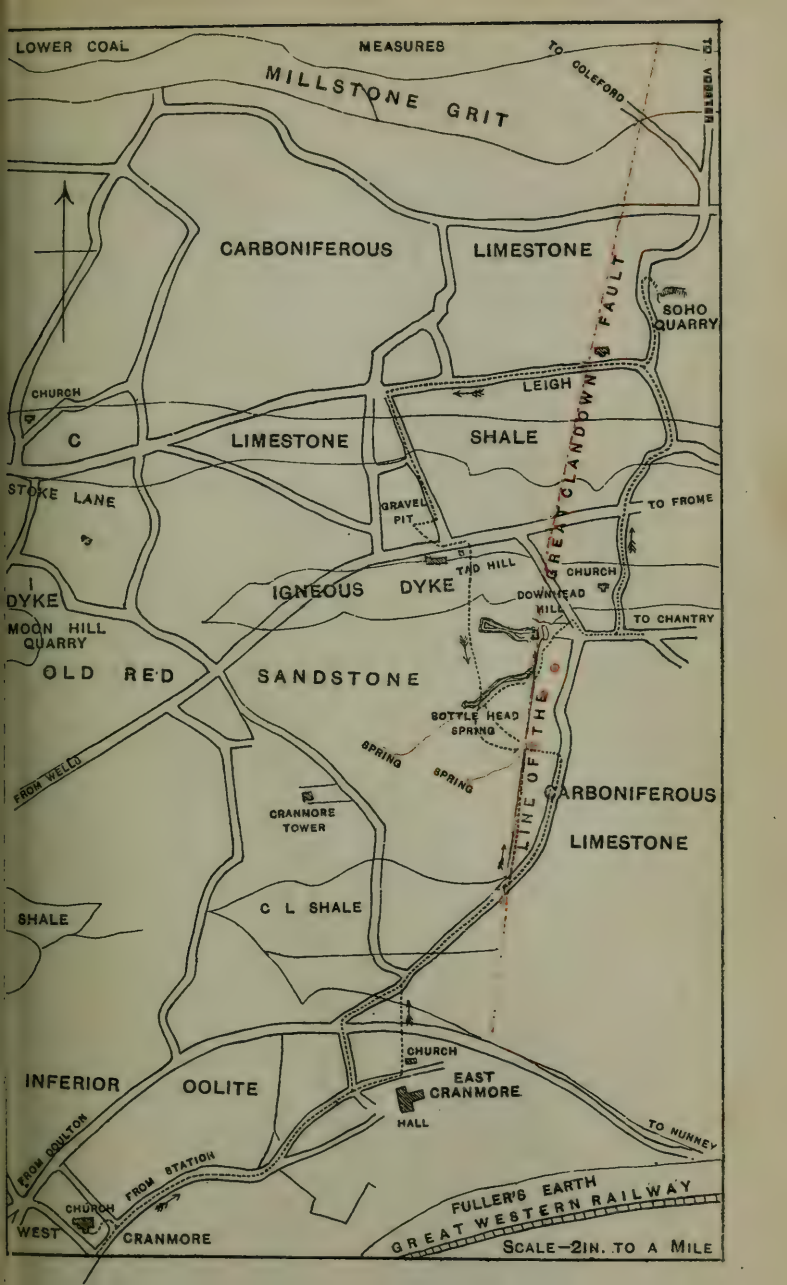 LOWER COAL MEASURES
MILLSTONE GRIT
TO COLEFORD
TO VOBSTER
CARBONIFEROUS LIMESTONE
SOHO
QUARRY
LEIGH
CHURCH
C LIMESTONE SHALE
STOKE LANE
GRAVEL
PIT
TO FROME
TAD HILL
IGNEOUS DYKE
CHURCH
DOWNHEAD
MILL
I
DYKE
MOON HILL
QUARRY
TO CHANTRY
OLD RED SANDSTONE
BOTTLE HEAD
SPRING
SPRING
SPRING
LINE OF THE GREAT CLANDOWN FAULT
FROM WELLS
CRANMORE
TOWER
CARBONIFEROUS
LIMESTONE
C L SHALE
SHALE
CHURCH
INFERIOR OOLITE
EAST
CRANMORE
HALL
FROM DOULTON
FROM STATION
TO NUNNEY
CHURCH
WEST CRANMORE
FULLER'S EARTH
GREAT WESTERN RAILWAY
SCALE-2IN. TO A MILE